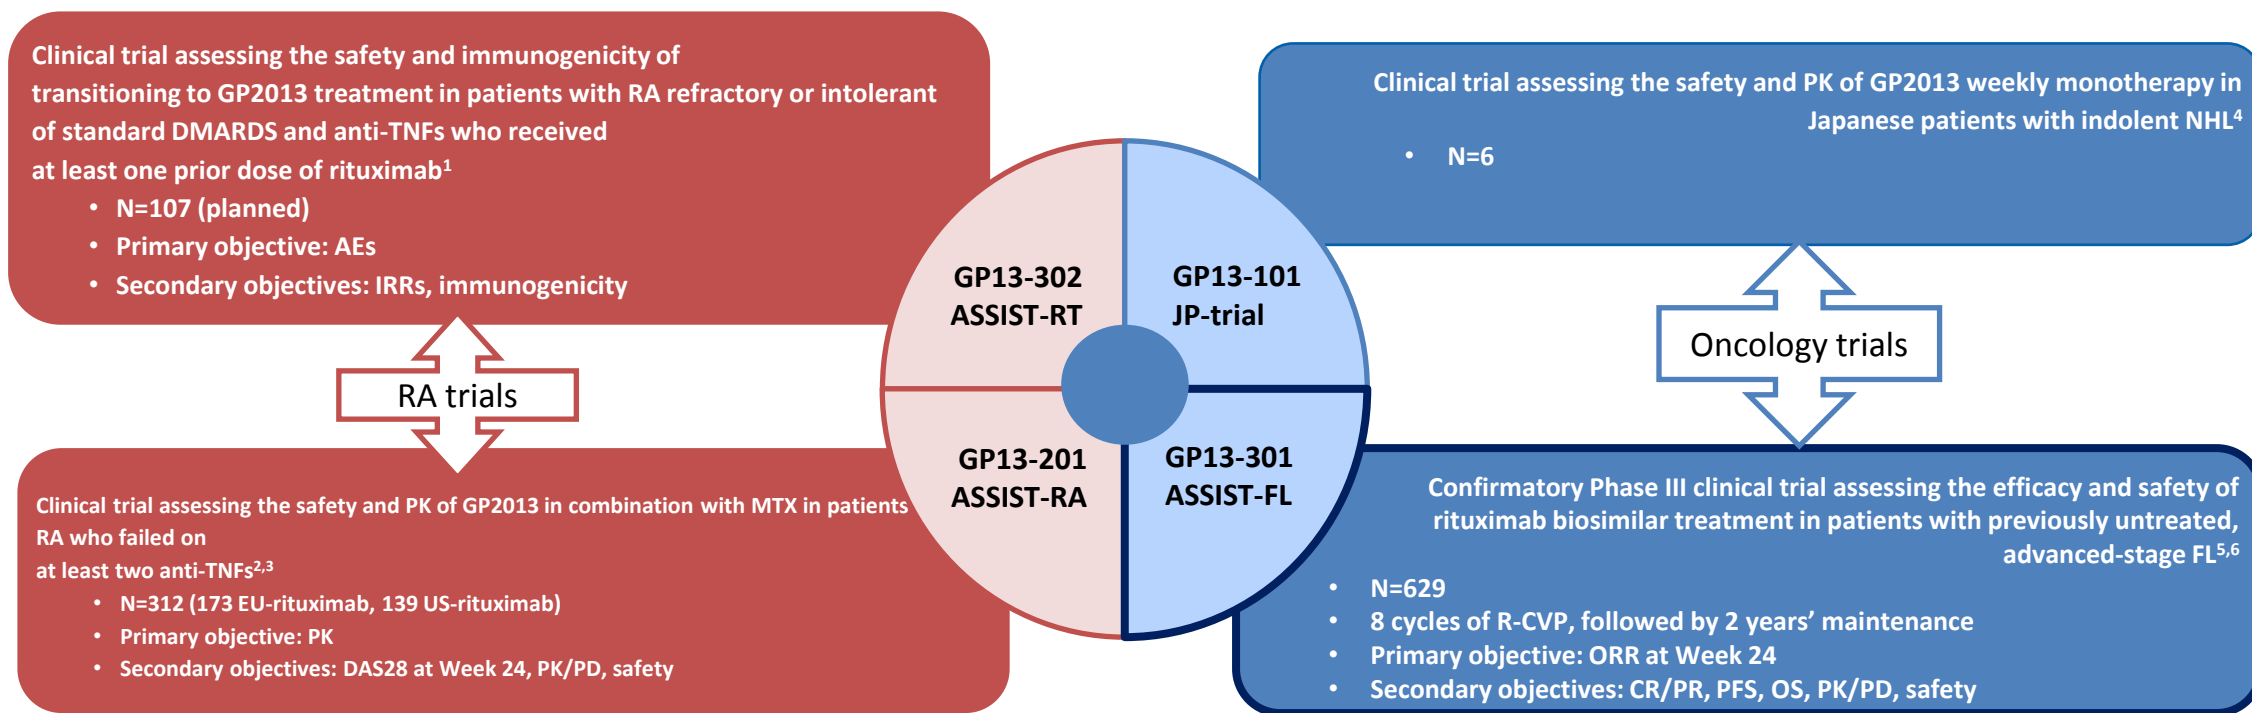 Clinical trial assessing the safety and immunogenicity of
transitioning to GP2013 treatment in patients with RA refractory or intolerant
of standard DMARDS and anti-TNFs who received
at least one prior dose of rituximab1
• N=107 (planned)
• Primary objective: AEs
• Secondary objectives: IRRs, immunogenicity
Clinical trial assessing the safety and PK of GP2013 weekly monotherapy in
Japanese patients with indolent NHL4
• N=6
GP13-302
ASSIST-RT
GP13-101
JP-trial
RA trials
Oncology trials
GP13-201
ASSIST-RA
GP13-301
ASSIST-FL
Clinical trial assessing the safety and PK of GP2013 in combination with MTX in patients
RA who failed on
at least two anti-TNFs2,3
• N=312 (173 EU-rituximab, 139 US-rituximab)
• Primary objective: PK
• Secondary objectives: DAS28 at Week 24, PK/PD, safety
Confirmatory Phase III clinical trial assessing the efficacy and safety of
rituximab biosimilar treatment in patients with previously untreated,
advanced-stage FL5,6
• N=629
• 8 cycles of R-CVP, followed by 2 years’ maintenance
• Primary objective: ORR at Week 24
• Secondary objectives: CR/PR, PFS, OS, PK/PD, safety